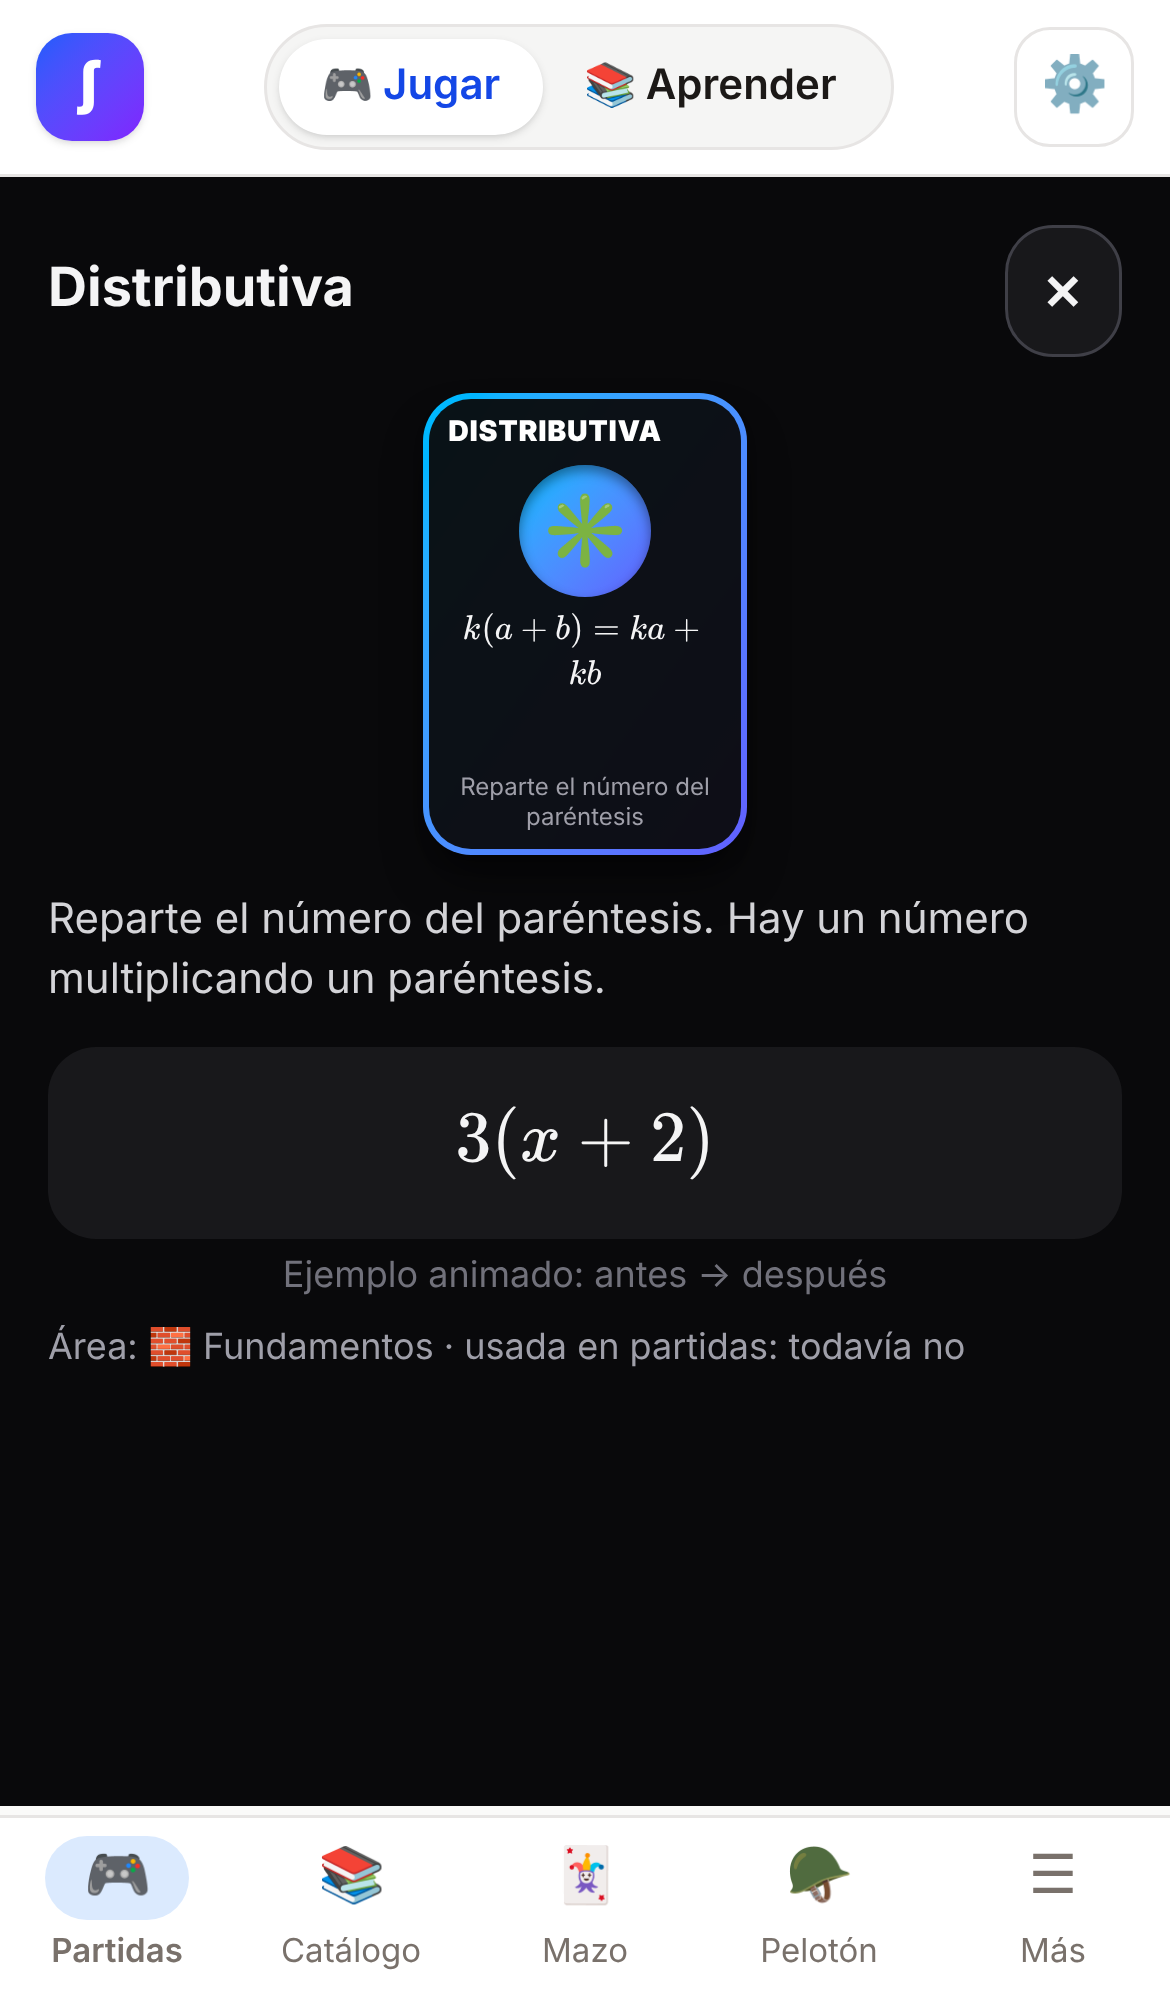 ∫
🎮 Jugar
📚 Aprender
⚙️
Distributiva
✕
DISTRIBUTIVA
✳
k(a + b) = ka +
kb
Reparte el número del
paréntesis
Reparte el número del paréntesis. Hay un número
multiplicando un paréntesis.
3(x + 2)
Ejemplo animado: antes → después
Área: 🧱 Fundamentos · usada en partidas: todavía no
Partidas
Catálogo
Mazo
Pelotón
Más